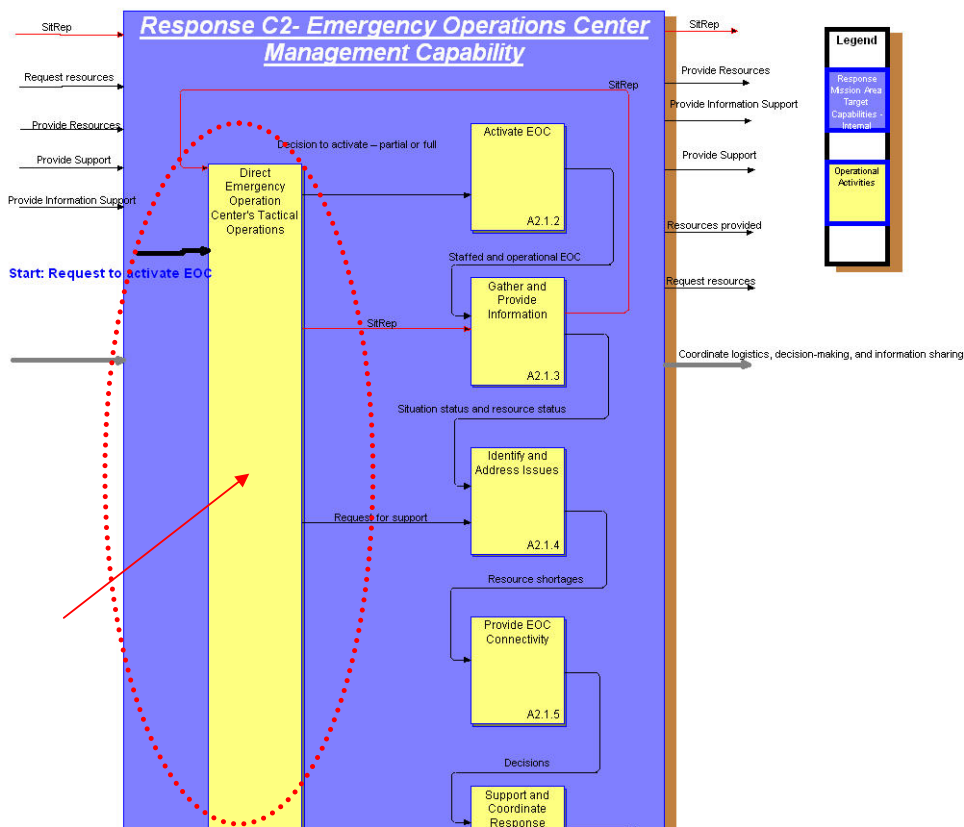 Response C2- Emergency Operations Center
Management Capability
SitRep
Request resources
Provide Resources
Provide Support
Provide Information Support
Start: Request to activate EOC
Direct
Emergency
Operation
Center's Tactical
Operations
Decision to activate – partial or full
SitRep
Activate EOC
A2.1.2
Staffed and operational EOC
Gather and
Provide
Information
A2.1.3
SitRep
Situation status and resource status
Identify and
Address Issues
A2.1.4
Request for support
Resource shortages
Provide EOC
Connectivity
A2.1.5
Decisions
Support and
Coordinate
Response
SitRep
Provide Resources
Provide Information Support
Provide Support
Resources provided
Request resources
Coordinate logistics, decision-making, and information sharing
Legend
Response
Mission Area
Target
Capabilities -
Internal
Operational
Activities